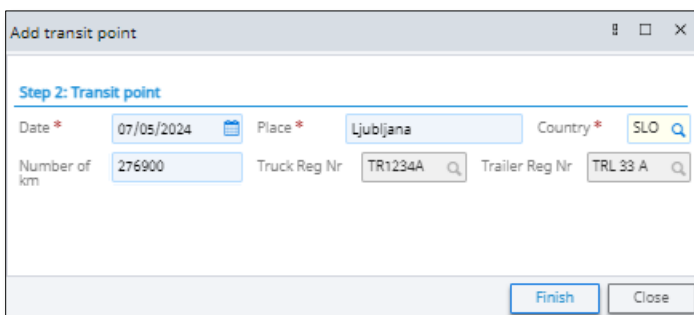 Add transit point
Step 2: Transit point
Date * 07/05/2024 Place * Ljubljana Country * SLO
Number of km 276900 Truck Reg Nr TR1234A Trailer Reg Nr TRL 33 A
Finish Close